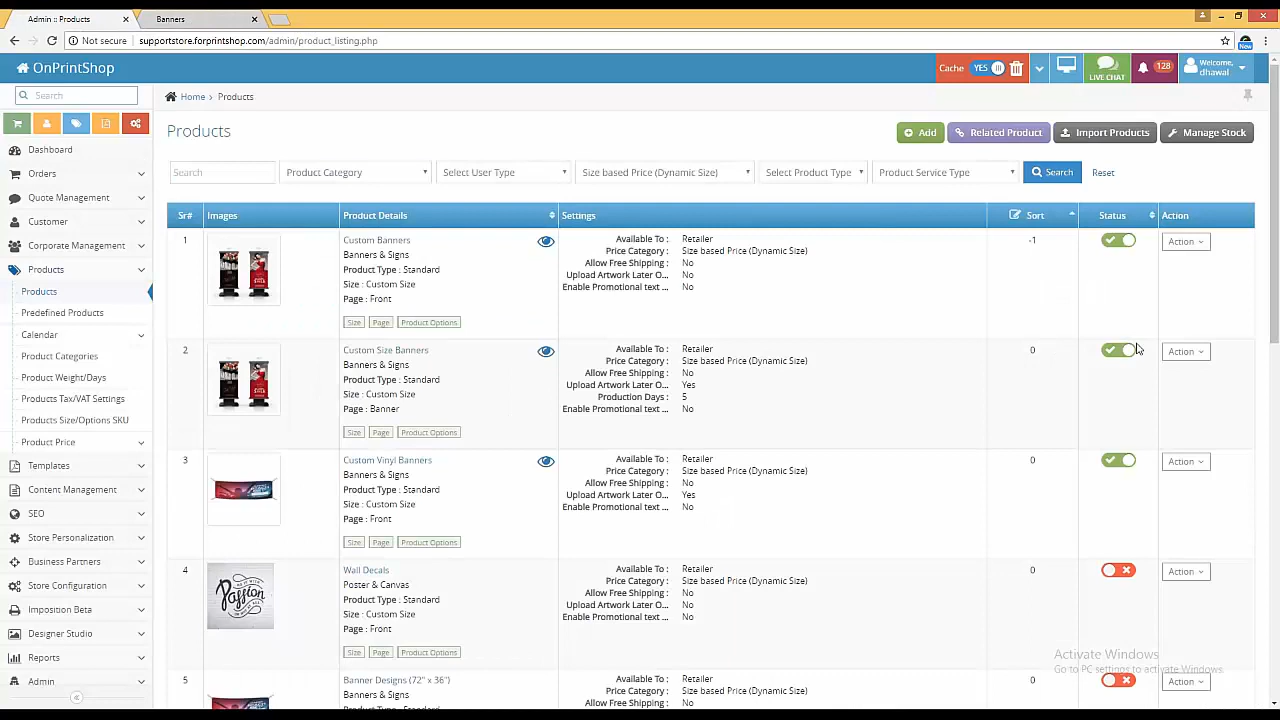 Admin :: Products
Banners
Not secure supportstore.forprintshop.com/admin/product_listing.php
New
OnPrintShop
Cache YES
LIVE CHAT
128
Welcome,
dhawal
Search
Home › Products
Products
Add
Related Product
Import Products
Manage Stock
Search
Product Category
Select User Type
Size based Price (Dynamic Size)
Select Product Type
Product Service Type
Search
Reset
Dashboard
Orders
Quote Management
Customer
Corporate Management
Products
Products
Predefined Products
Calendar
Product Categories
Product Weight/Days
Products Tax/VAT Settings
Products Size/Options SKU
Product Price
Templates
Content Management
SEO
Store Personalization
Business Partners
Store Configuration
Imposition Beta
Designer Studio
Reports
Admin
Sr# Images Product Details Settings Sort Status Action
1
Custom Banners
Banners & Signs
Product Type : Standard
Size : Custom Size
Page : Front
Size Page Product Options
Available To : Retailer
Price Category : Size based Price (Dynamic Size)
Allow Free Shipping : No
Upload Artwork Later O... No
Enable Promotional text ... No
-1
Action
2
Custom Size Banners
Banners & Signs
Product Type : Standard
Size : Custom Size
Page : Banner
Size Page Product Options
Available To : Retailer
Price Category : Size based Price (Dynamic Size)
Allow Free Shipping : No
Upload Artwork Later O... Yes
Production Days : 5
Enable Promotional text ... No
0
Action
3
Custom Vinyl Banners
Banners & Signs
Product Type : Standard
Size : Custom Size
Page : Front
Size Page Product Options
Available To : Retailer
Price Category : Size based Price (Dynamic Size)
Allow Free Shipping : No
Upload Artwork Later O... Yes
Enable Promotional text ... No
0
Action
4
Passion
Wall Decals
Poster & Canvas
Product Type : Standard
Size : Custom Size
Page : Front
Size Page Product Options
Available To : Retailer
Price Category : Size based Price (Dynamic Size)
Allow Free Shipping : No
Upload Artwork Later O... No
Enable Promotional text ... No
0
Action
5
Banner Designs (72" x 36")
Banners & Signs
Available To : Retailer
Price Category : Size based Price (Dynamic Size)
Allow Free Shipping : No
0
Action
Activate Windows
Go to PC settings to activate Windows.